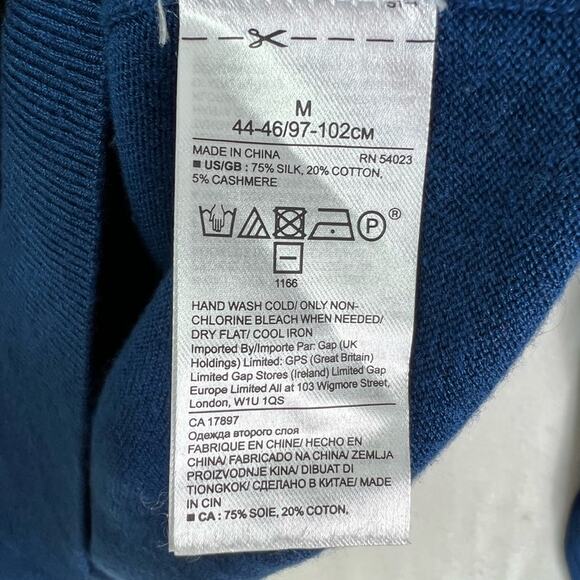 M
44-46/97-102CM
MADE IN CHINA RN 54023
■ US/GB : 75% SILK, 20% COTTON,
5% CASHMERE
P ®
1166
HAND WASH COLD/ ONLY NON-
CHLORINE BLEACH WHEN NEEDED/
DRY FLAT/ COOL IRON
Imported By/Importe Par: Gap (UK
Holdings) Limited: GPS (Great Britain)
Limited Gap Stores (Ireland) Limited Gap
Europe Limited All at 103 Wigmore Street,
London, W1U 1QS
CA 17897
Одежда второго слоя
FABRIQUE EN CHINE/ HECHO EN
CHINA/ FABRICADO NA CHINA/ ZEMLJA
PROIZVODNJE KINA/ DIBUAT DI
TIONGKOK/ СДЕЛАНО В КИТАЕ/ MADE
IN CIN
■ CA : 75% SOIE, 20% COTON,